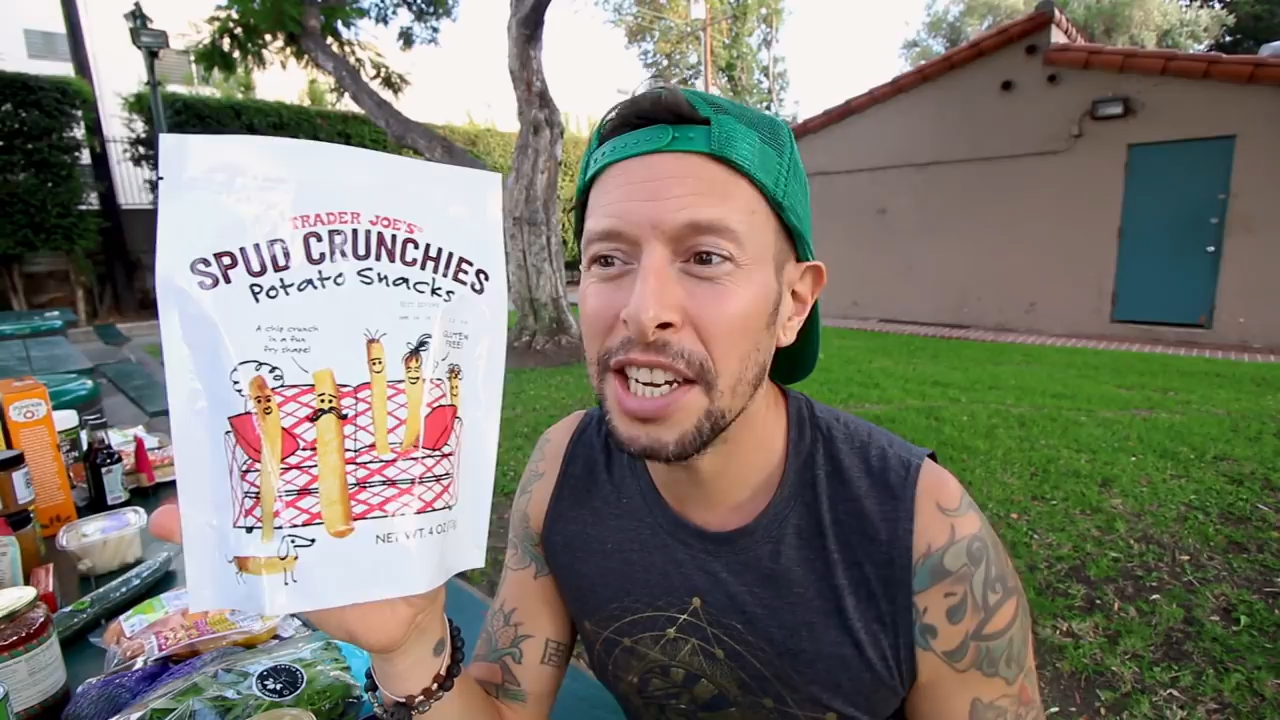 TRADER JOE'S
SPUD CRUNCHIES
Potato Snacks
A chip crunch
in a fun
fry shape!
GLUTEN
FREE!
NET WT. 4 OZ